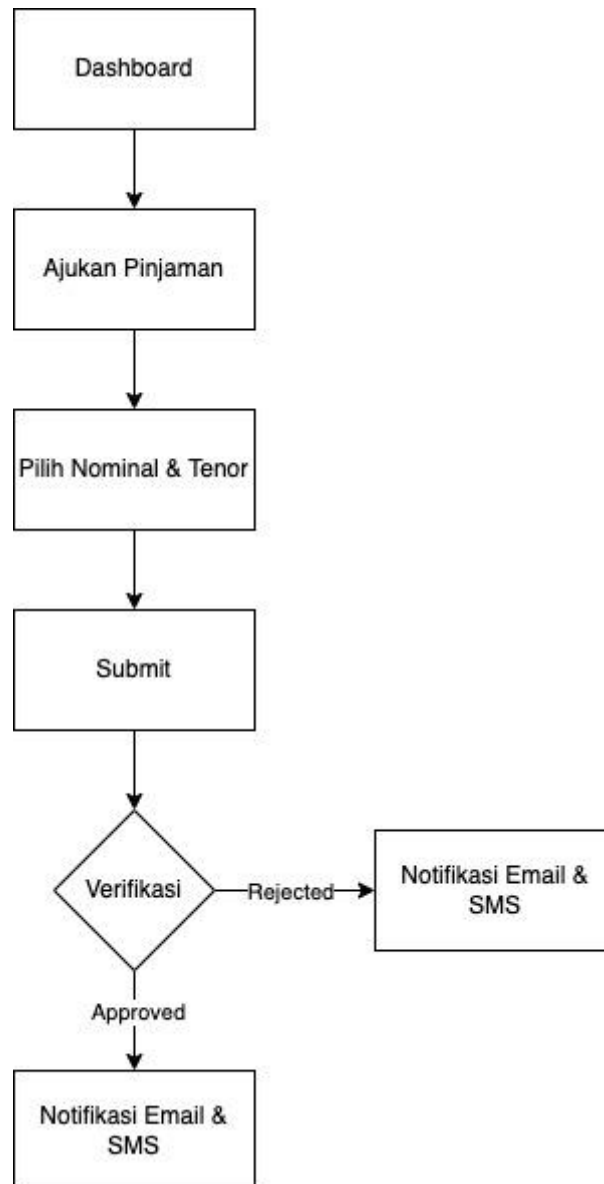 Dashboard
Ajukan Pinjaman
Pilih Nominal & Tenor
Submit
Verifikasi
Rejected
Notifikasi Email &
SMS
Approved
Notifikasi Email &
SMS